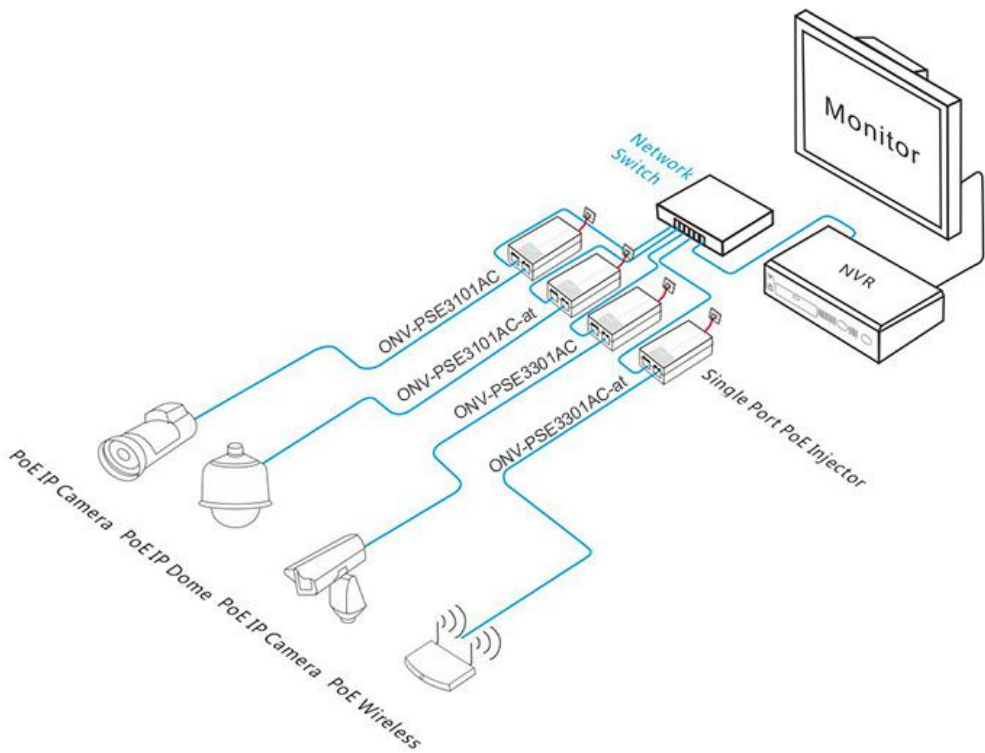 Monitor
Network
Switch
NVR
ONV-PSE3101AC
ONV-PSE3101AC-at
ONV-PSE3301AC
ONV-PSE3301AC-at
Single Port PoE Injector
PoE IP Camera PoE IP Dome PoE IP Camera PoE Wireless